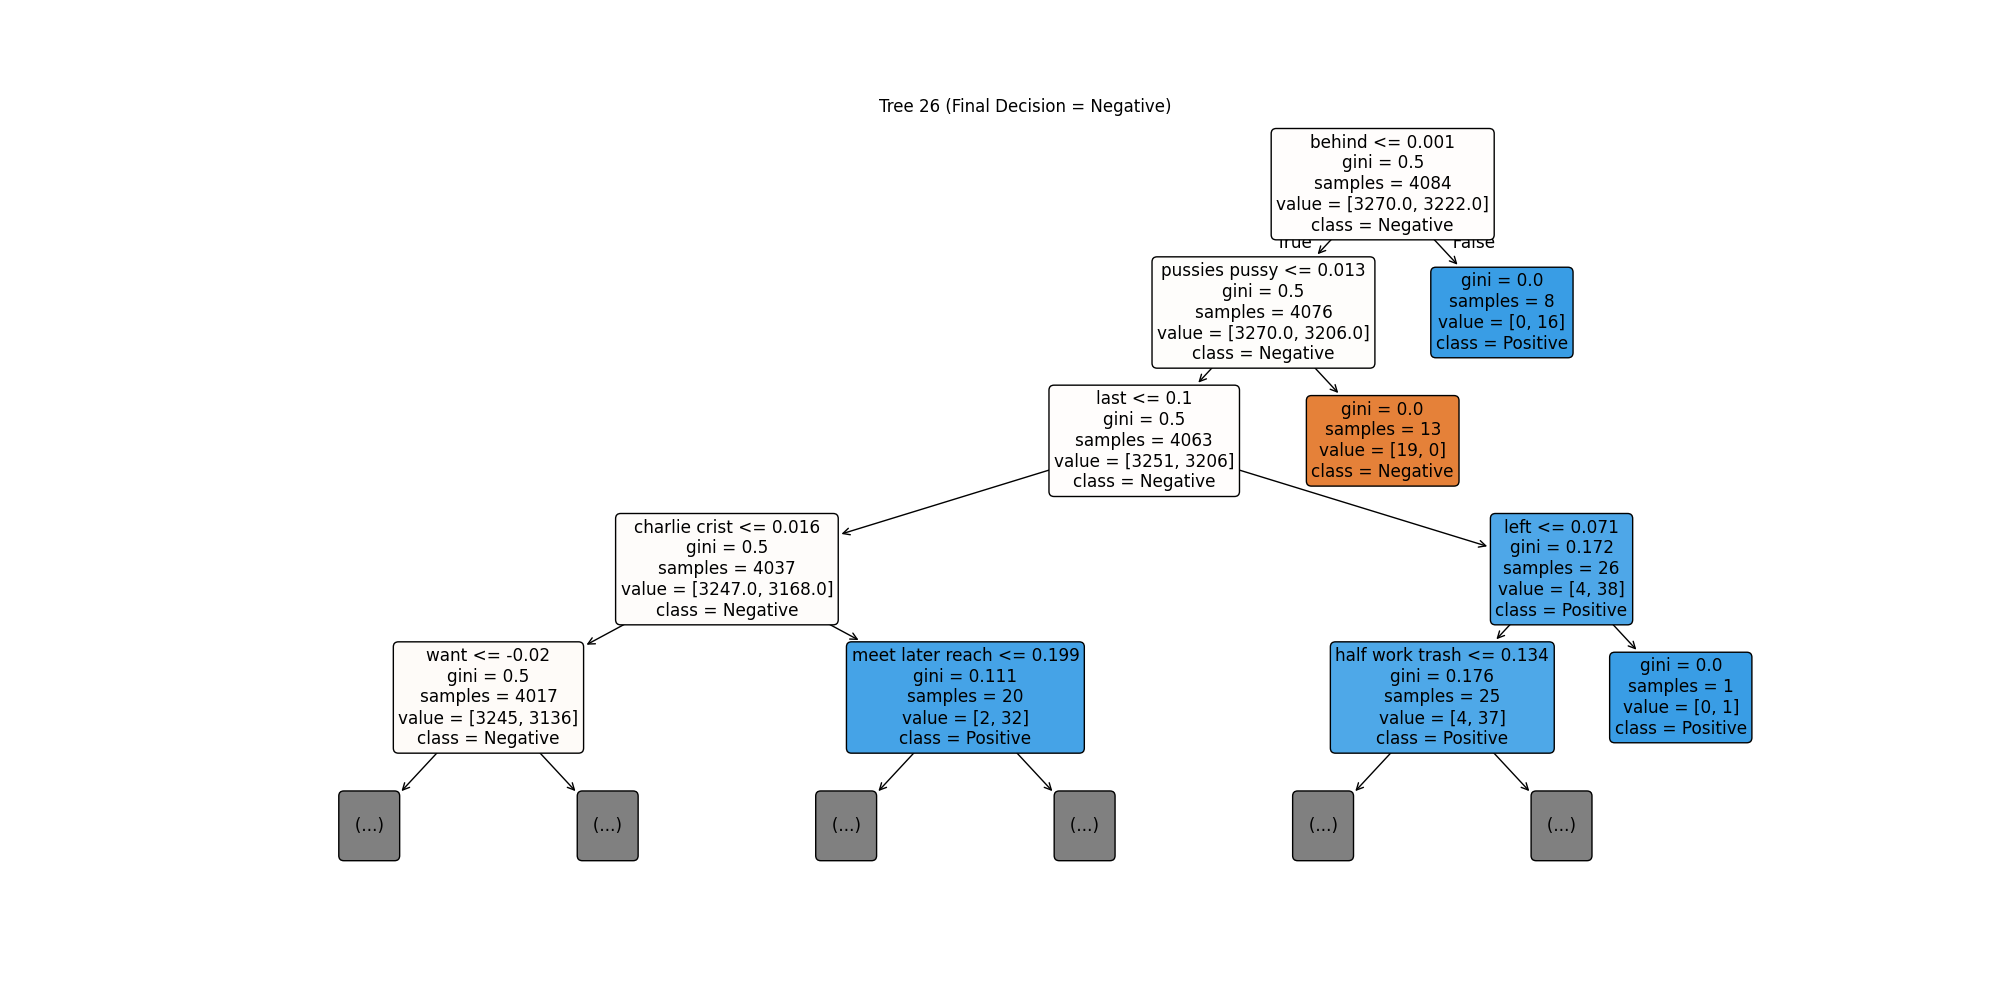 Tree 26 (Final Decision = Negative)
behind <= 0.001
gini = 0.5
samples = 4084
value = [3270.0, 3222.0]
class = Negative
True
False
pussies pussy <= 0.013
gini = 0.5
samples = 4076
value = [3270.0, 3206.0]
class = Negative
gini = 0.0
samples = 8
value = [0, 16]
class = Positive
last <= 0.1
gini = 0.5
samples = 4063
value = [3251, 3206]
class = Negative
gini = 0.0
samples = 13
value = [19, 0]
class = Negative
charlie crist <= 0.016
gini = 0.5
samples = 4037
value = [3247.0, 3168.0]
class = Negative
left <= 0.071
gini = 0.172
samples = 26
value = [4, 38]
class = Positive
want <= -0.02
gini = 0.5
samples = 4017
value = [3245, 3136]
class = Negative
meet later reach <= 0.199
gini = 0.111
samples = 20
value = [2, 32]
class = Positive
half work trash <= 0.134
gini = 0.176
samples = 25
value = [4, 37]
class = Positive
gini = 0.0
samples = 1
value = [0, 1]
class = Positive
(...)
(...)
(...)
(...)
(...)
(...)